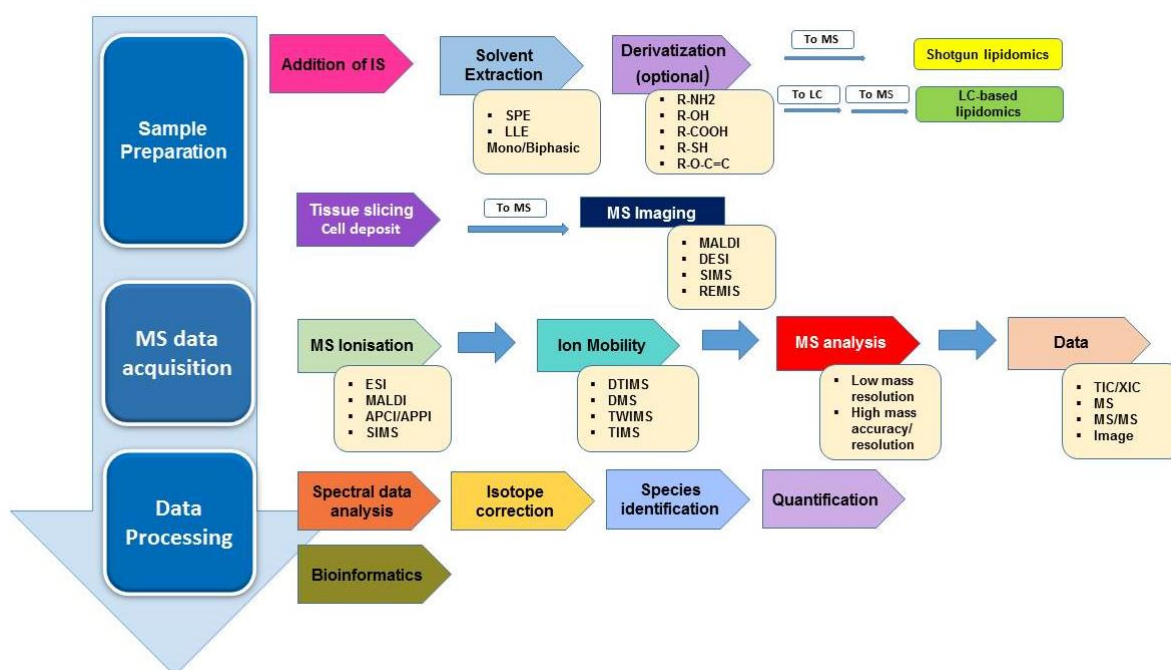 Sample
Preparation
Addition of IS
Solvent
Extraction
▪ SPE
▪ LLE
Mono/Biphasic
Derivatization
(optional)
▪ R-NH2
▪ R-OH
▪ R-COOH
▪ R-SH
▪ R-O-C=C
To MS
Shotgun lipidomics
To LC
To MS
LC-based
lipidomics
Tissue slicing
Cell deposit
To MS
MS Imaging
▪ MALDI
▪ DESI
▪ SIMS
▪ REMIS
MS data
acquisition
MS Ionisation
▪ ESI
▪ MALDI
▪ APCI/APPI
▪ SIMS
Ion Mobility
▪ DTIMS
▪ DMS
▪ TWIMS
▪ TIMS
MS analysis
▪ Low mass
resolution
▪ High mass
accuracy/
resolution
Data
▪ TIC/XIC
▪ MS
▪ MS/MS
▪ Image
Data
Processing
Spectral data
analysis
Isotope
correction
Species
identification
Quantification
Bioinformatics